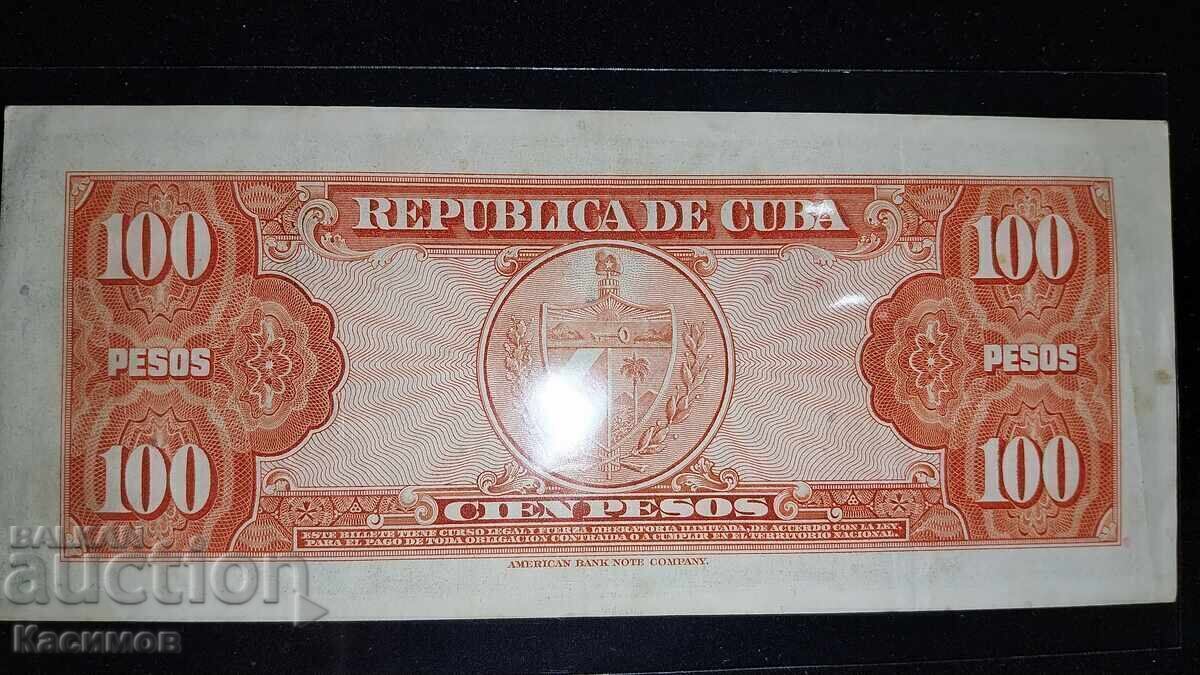 REPUBLICA DE CUBA
100 100
PESOS PESOS
100 100
CIEN PESOS
ESTE BILLETE TIENE CURSO LEGAL Y FUERZA LIBERATORIA ILIMITADA, DE ACUERDO CON LA LEY,
PARA EL PAGO DE TODA OBLIGACION CONTRAIDA O A CUMPLIR EN EL TERRITORIO NACIONAL.
AMERICAN BANK NOTE COMPANY.
BALKAN
auction
Касимов